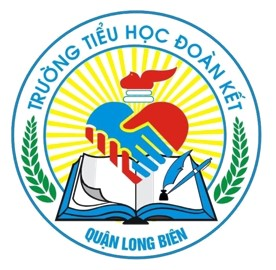 TRƯỜNG TIỂU HỌC ĐOÀN KẾT
QUẬN LONG BIÊN